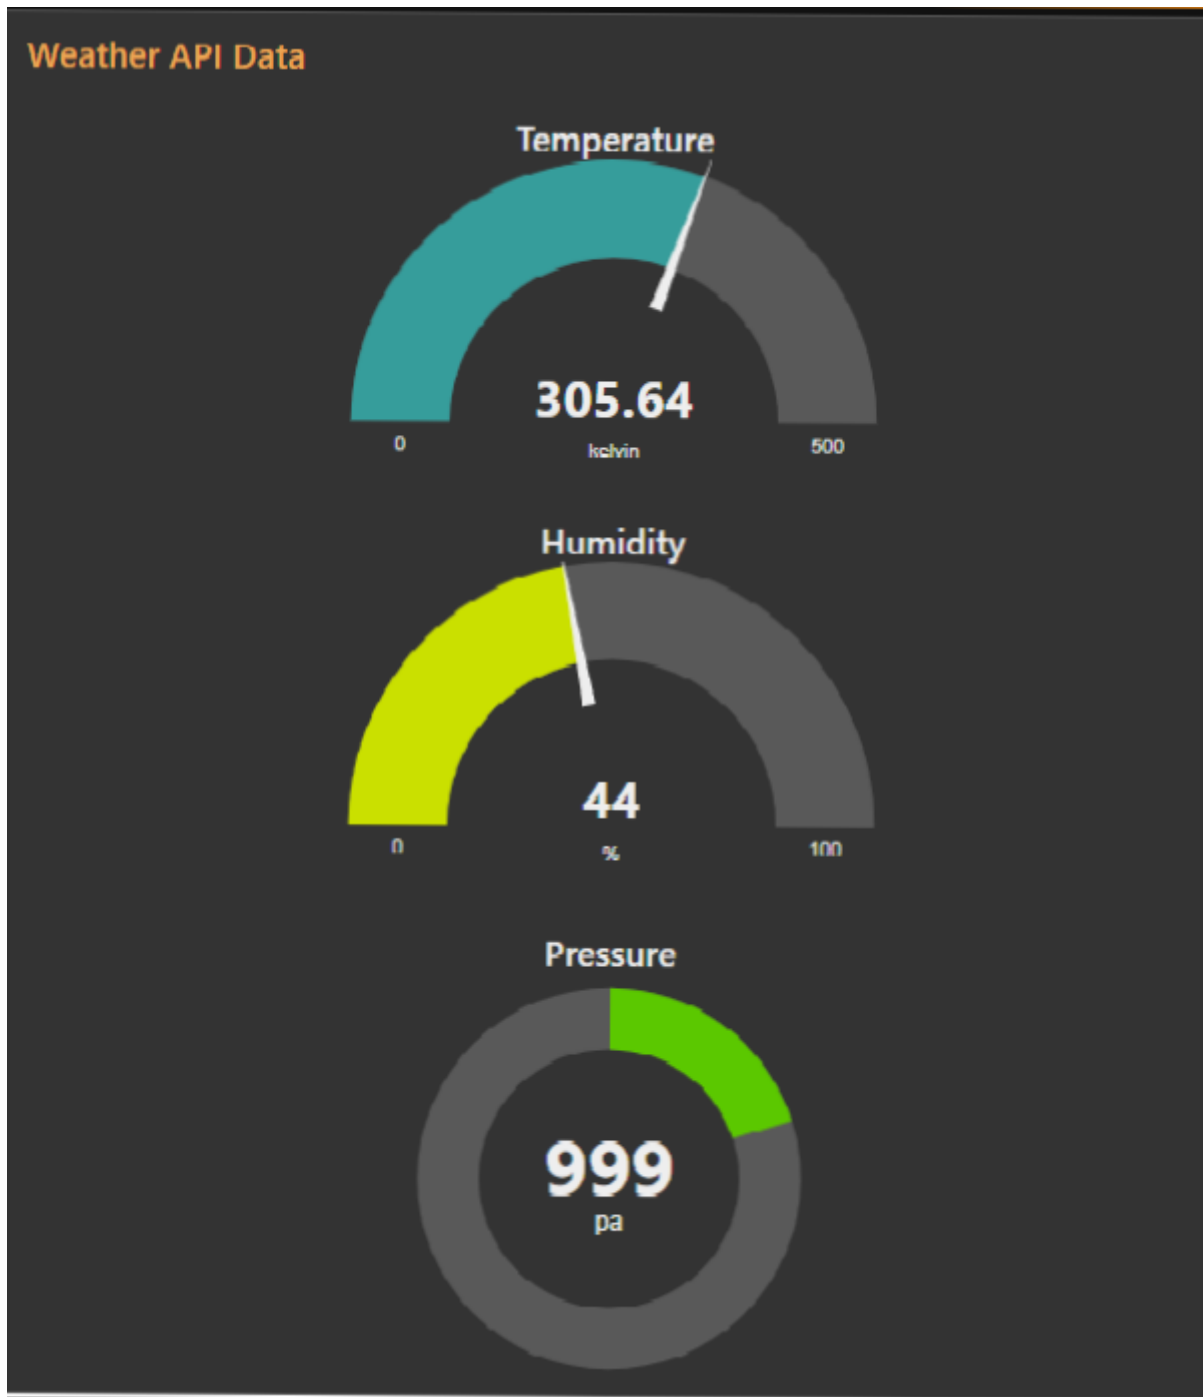 Weather API Data
Temperature
305.64
kelvin
0
500
Humidity
44
%
0
100
Pressure
999
pa